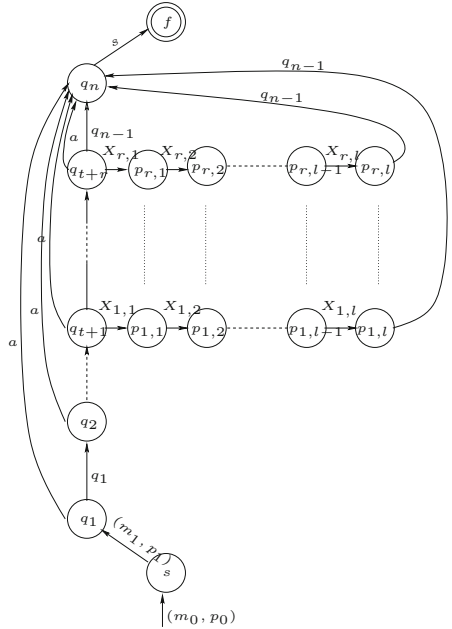 f
s
q_n
q_{n-1}
q_{n-1}
q_{n-1}
a
X_{r,1} X_{r,2} X_{r,l}
q_{t+r} p_{r,1} p_{r,2} p_{r,l-1} p_{r,l}
a
a
X_{1,1} X_{1,2} X_{1,l}
q_{t+1} p_{1,1} p_{1,2} p_{1,l-1} p_{1,l}
a
q_2
q_1
q_1
(m_1, p_1)
s
(m_0, p_0)